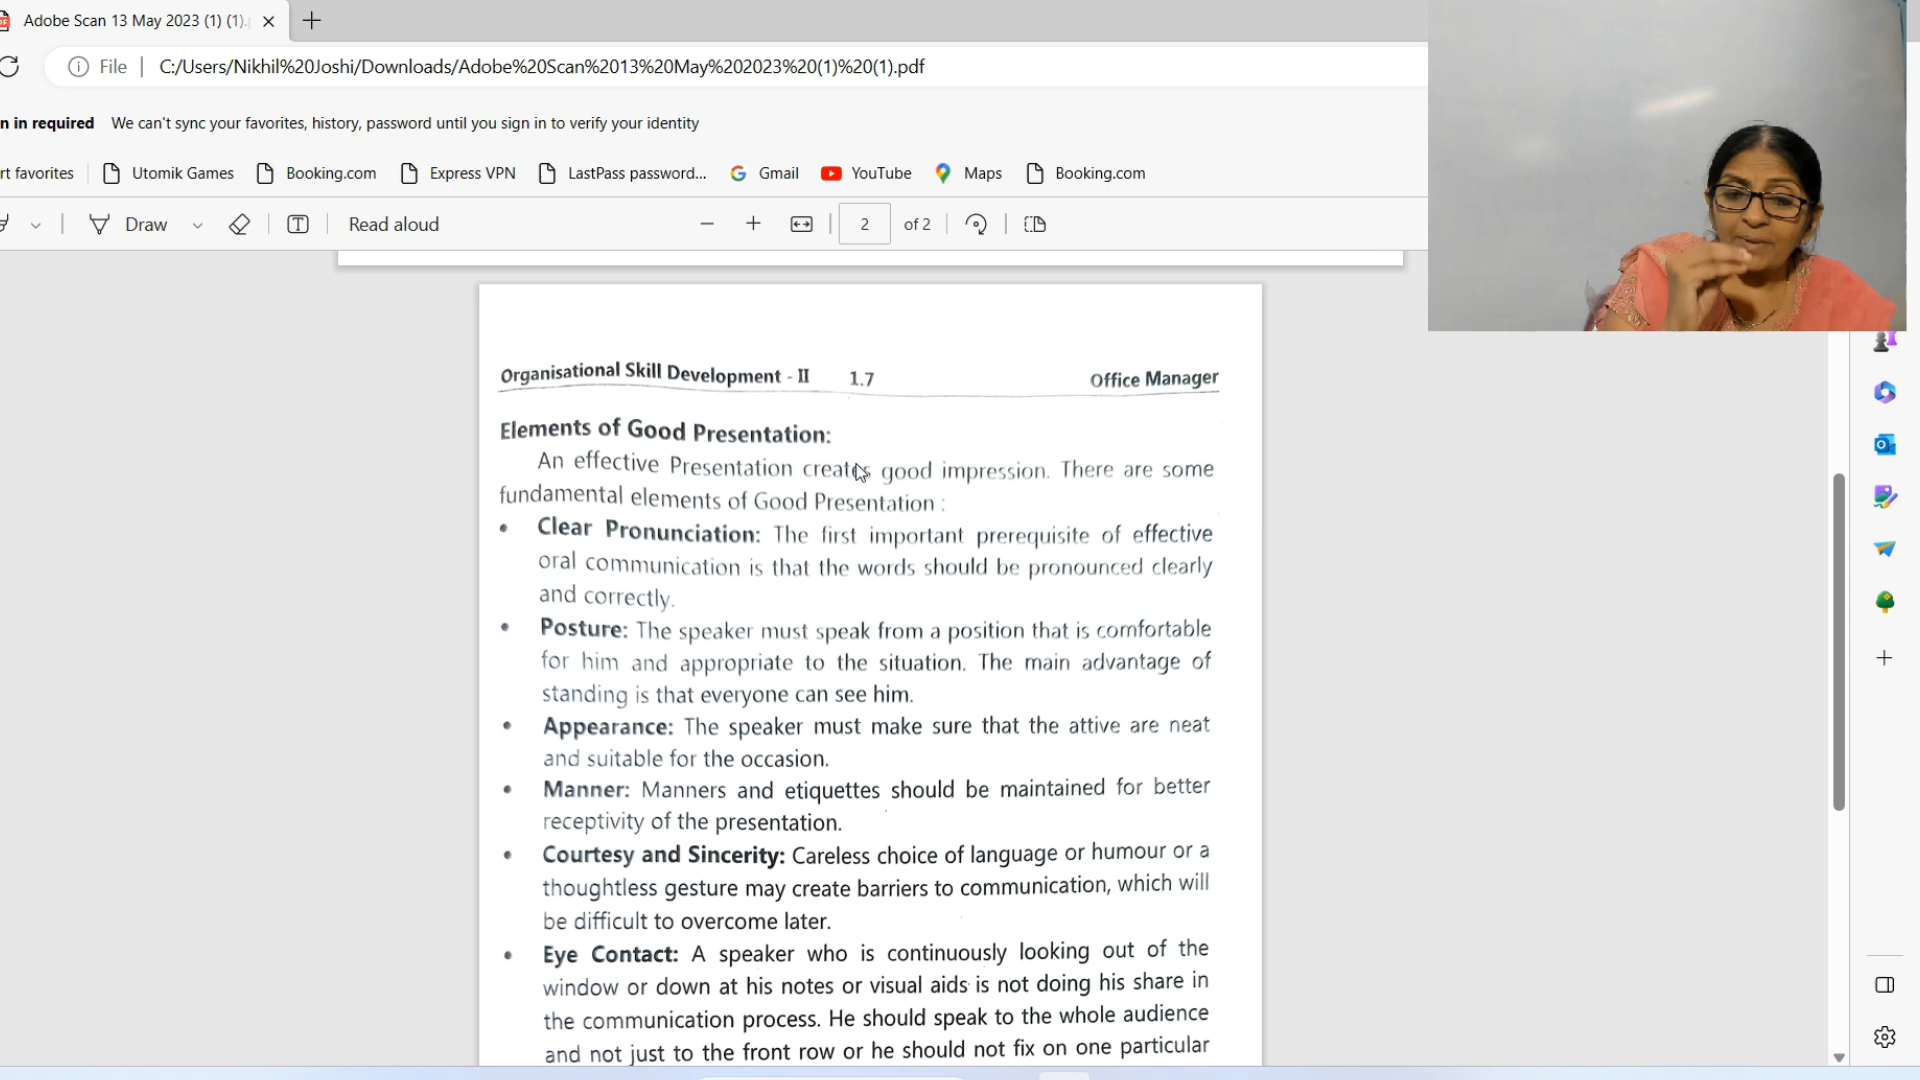 Adobe Scan 13 May 2023 (1) (1).
File C:/Users/Nikhil%20Joshi/Downloads/Adobe%20Scan%2013%20May%202023%20(1)%20(1).pdf
n in required We can't sync your favorites, history, password until you sign in to verify your identity
rt favorites Utomik Games Booking.com Express VPN LastPass password... Gmail YouTube Maps Booking.com
Draw T Read aloud 2 of 2
Organisational Skill Development - II 1.7 Office Manager
Elements of Good Presentation:
An effective Presentation creates good impression. There are some
fundamental elements of Good Presentation :
• Clear Pronunciation: The first important prerequisite of effective
oral communication is that the words should be pronounced clearly
and correctly.
• Posture: The speaker must speak from a position that is comfortable
for him and appropriate to the situation. The main advantage of
standing is that everyone can see him.
• Appearance: The speaker must make sure that the attive are neat
and suitable for the occasion.
• Manner: Manners and etiquettes should be maintained for better
receptivity of the presentation.
• Courtesy and Sincerity: Careless choice of language or humour or a
thoughtless gesture may create barriers to communication, which will
be difficult to overcome later.
• Eye Contact: A speaker who is continuously looking out of the
window or down at his notes or visual aids is not doing his share in
the communication process. He should speak to the whole audience
and not just to the front row or he should not fix on one particular